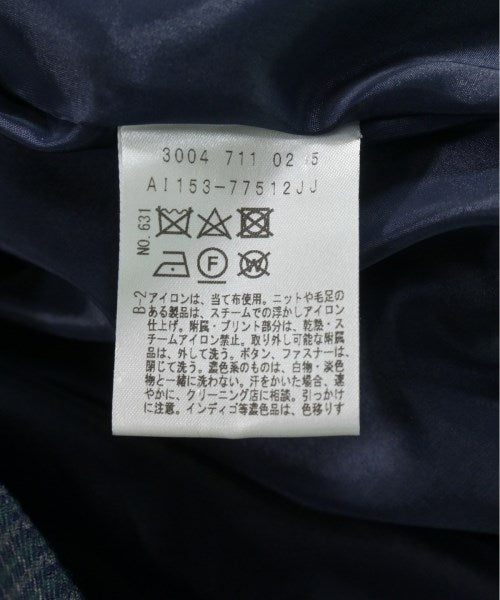 3004 711 02 05
AI153-77512JJ
NO.631
B-2
アイロンは、当て布使用。ニットや毛足の
ある製品は、スチームでの浮かしアイロン
仕上げ。付属・プリント部分は、乾熱・ス
チームアイロン禁止。取り外し可能な附属
品は、外して洗う。ボタン、ファスナーは、
閉じて洗う。濃色系のものは、白物・淡色
物と一緒に洗わない。汗をかいた場合、速
やかに、クリーニング店に相談。引っかけ
に注意。インディゴ等濃色品は、色移りす
F
W